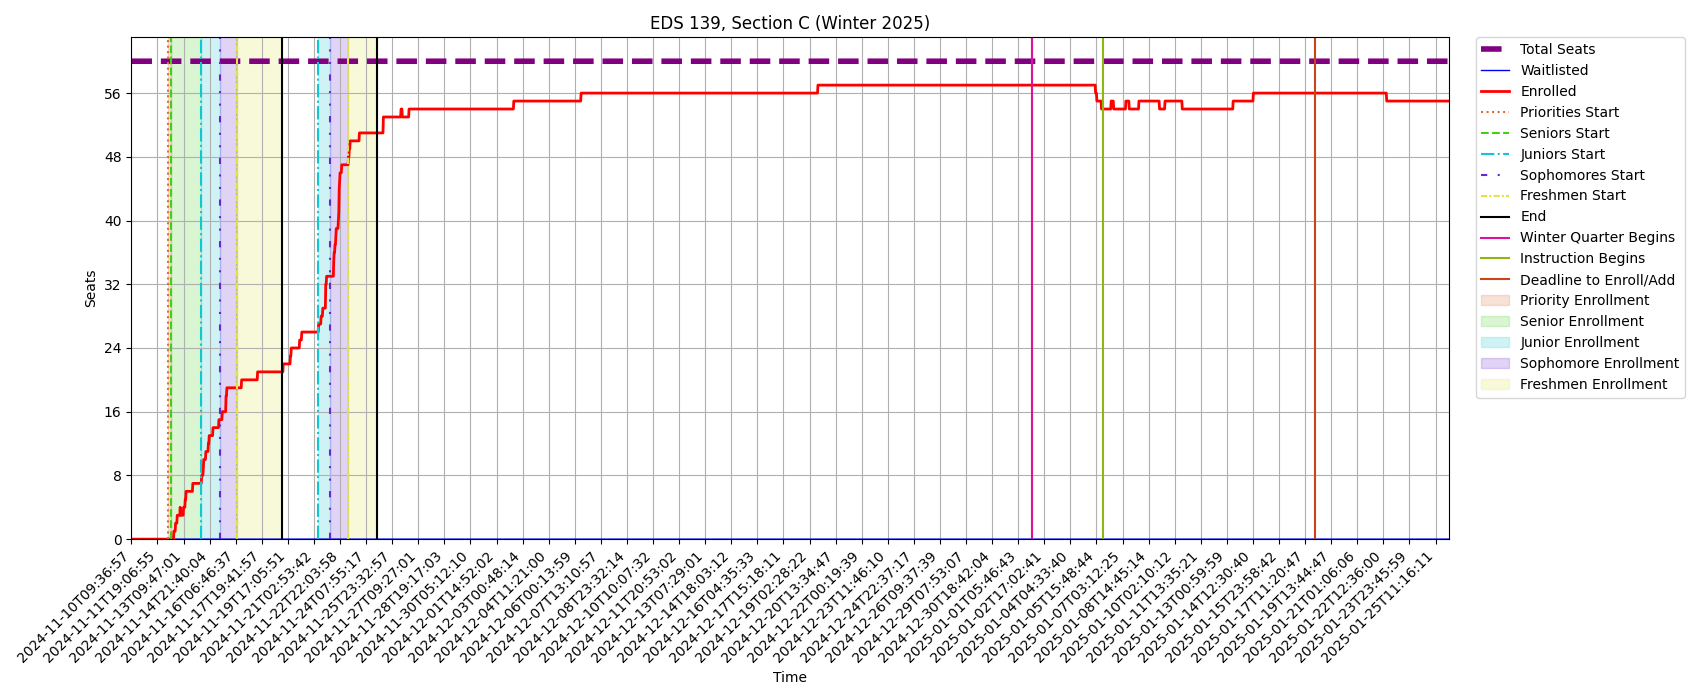 EDS 139, Section C (Winter 2025)
Seats
56
48
40
32
24
16
8
0
2024-11-10T09:36:57
2024-11-11T19:06:55
2024-11-13T09:47:01
2024-11-14T21:40:04
2024-11-16T06:46:37
2024-11-17T19:41:57
2024-11-19T17:05:51
2024-11-21T02:53:42
2024-11-22T22:03:58
2024-11-24T07:55:17
2024-11-25T23:32:57
2024-11-27T09:27:01
2024-11-28T19:17:03
2024-11-30T05:12:10
2024-12-01T14:52:02
2024-12-03T00:48:14
2024-12-04T11:21:00
2024-12-06T00:13:59
2024-12-07T13:10:57
2024-12-08T23:32:14
2024-12-10T10:07:32
2024-12-11T20:53:02
2024-12-13T07:29:01
2024-12-14T18:03:12
2024-12-16T04:35:33
2024-12-17T15:18:11
2024-12-19T02:28:22
2024-12-20T13:34:47
2024-12-22T00:19:39
2024-12-23T11:46:10
2024-12-24T22:37:17
2024-12-26T09:37:39
2024-12-29T07:53:07
2024-12-30T18:42:04
2025-01-01T05:46:43
2025-01-02T17:02:41
2025-01-04T04:33:40
2025-01-05T15:48:44
2025-01-07T03:12:25
2025-01-08T14:45:14
2025-01-10T02:10:12
2025-01-11T13:35:21
2025-01-13T00:59:59
2025-01-14T12:30:40
2025-01-15T23:58:42
2025-01-17T11:20:47
2025-01-19T13:44:47
2025-01-21T01:06:06
2025-01-22T12:36:00
2025-01-23T23:45:59
2025-01-25T11:16:11
Time
Total Seats
Waitlisted
Enrolled
Priorities Start
Seniors Start
Juniors Start
Sophomores Start
Freshmen Start
End
Winter Quarter Begins
Instruction Begins
Deadline to Enroll/Add
Priority Enrollment
Senior Enrollment
Junior Enrollment
Sophomore Enrollment
Freshmen Enrollment